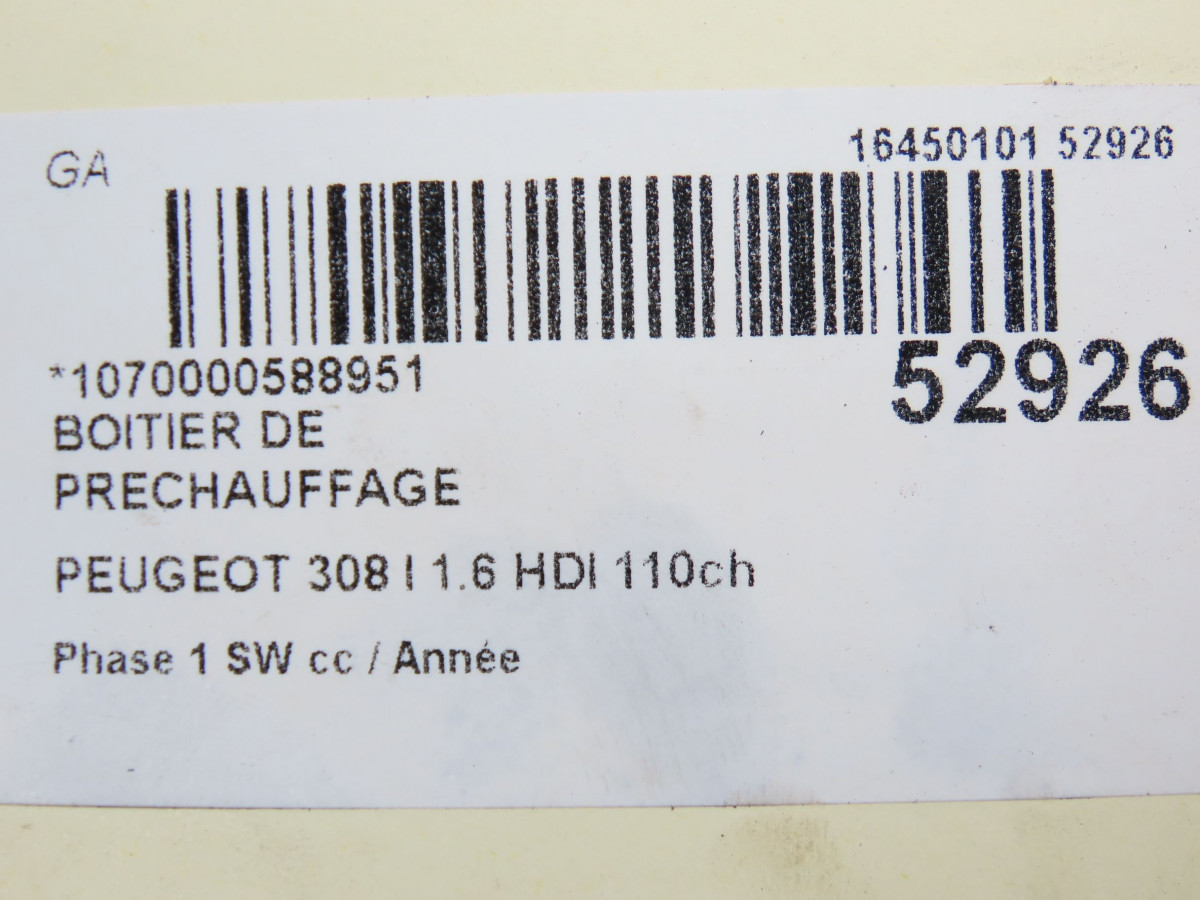 GA
16450101 52926
*1070000588951
52926
BOITIER DE
PRECHAUFFAGE
PEUGEOT 308 I 1.6 HDI 110ch
Phase 1 SW cc / Année